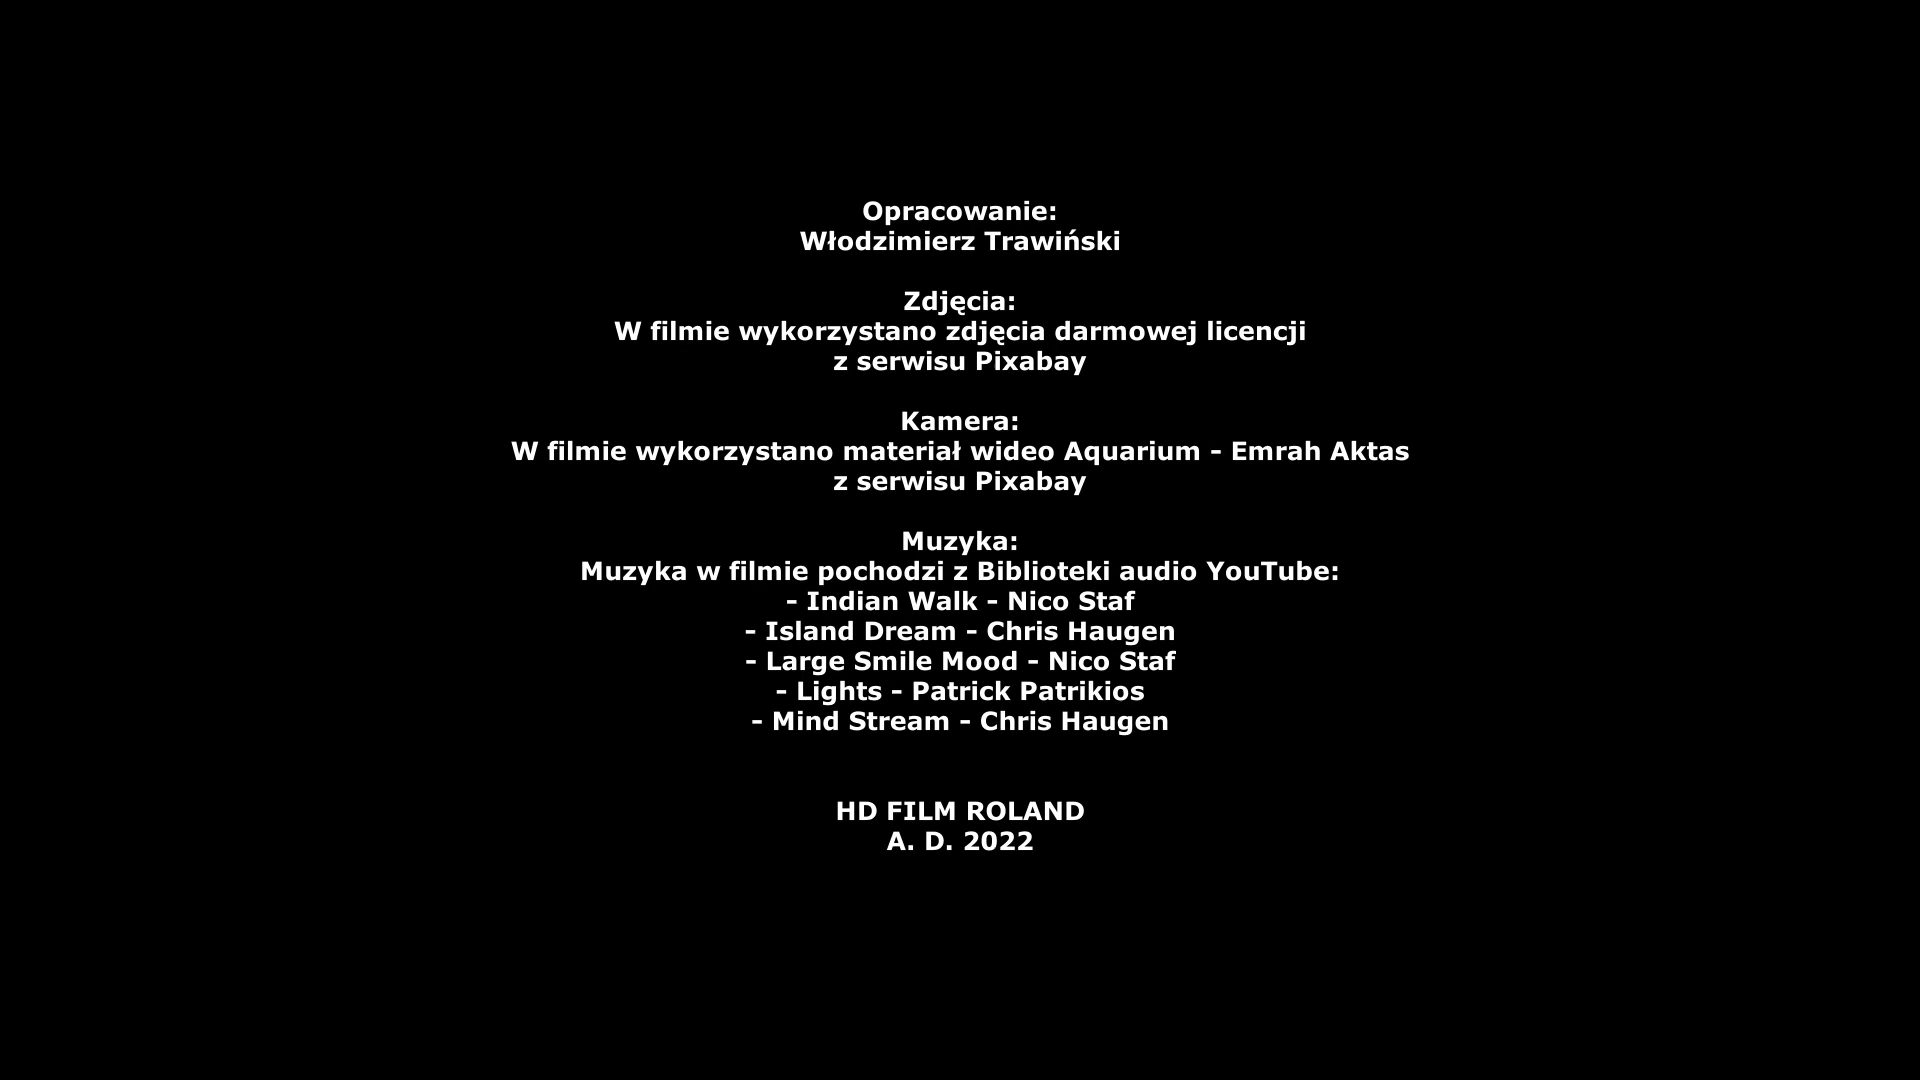 Opracowanie:
Włodzimierz Trawiński
Zdjęcia:
W filmie wykorzystano zdjęcia darmowej licencji
z serwisu Pixabay
Kamera:
W filmie wykorzystano materiał wideo Aquarium - Emrah Aktas
z serwisu Pixabay
Muzyka:
Muzyka w filmie pochodzi z Biblioteki audio YouTube:
- Indian Walk - Nico Staf
- Island Dream - Chris Haugen
- Large Smile Mood - Nico Staf
- Lights - Patrick Patrikios
- Mind Stream - Chris Haugen
HD FILM ROLAND
A. D. 2022